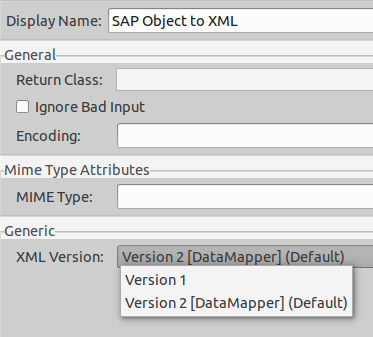 Display Name: SAP Object to XML
General
Return Class:
Ignore Bad Input
Encoding:
Mime Type Attributes
MIME Type:
Generic
XML Version: Version 2 [DataMapper] (Default)
Version 1
Version 2 [DataMapper] (Default)